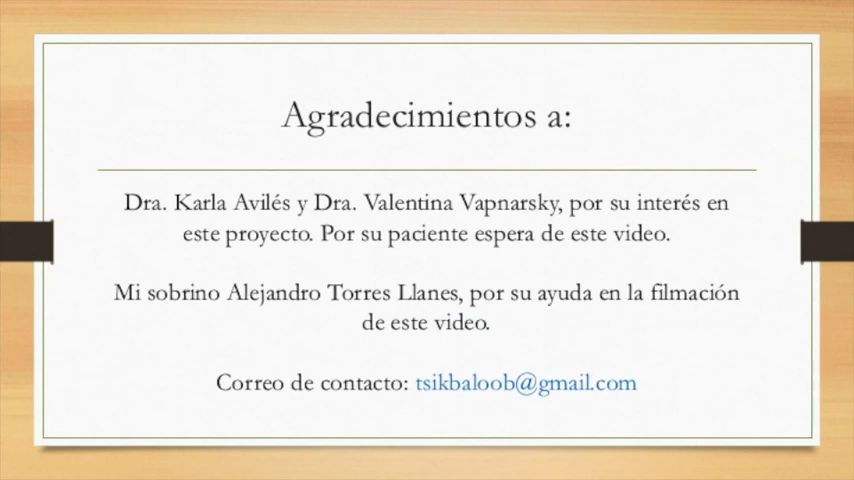 Agradecimientos a:
Dra. Karla Avilés y Dra. Valentina Vapnarsky, por su interés en
este proyecto. Por su paciente espera de este video.
Mi sobrino Alejandro Torres Llanes, por su ayuda en la filmación
de este video.
Correo de contacto: tsikbaloob@gmail.com